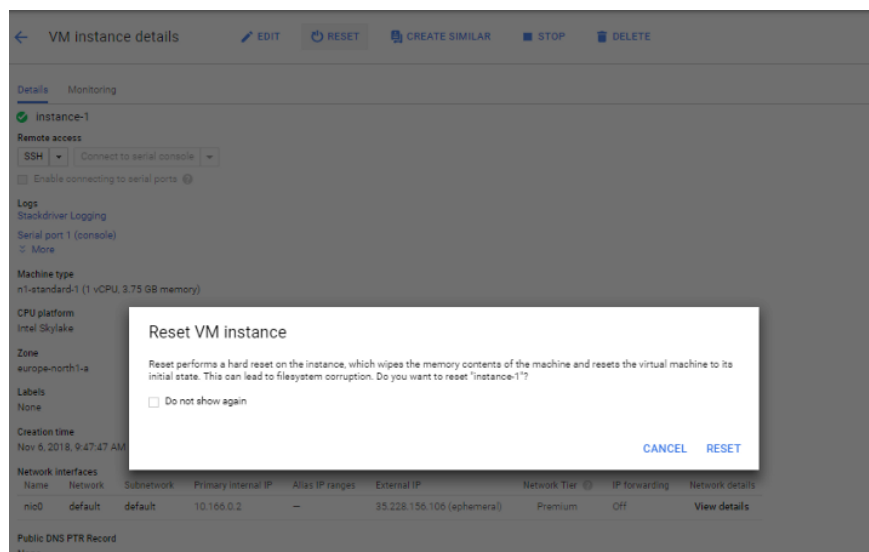 VM instance details EDIT RESET CREATE SIMILAR STOP DELETE
Details Monitoring
instance-1
Remote access
SSH Connect to serial console
Enable connecting to serial ports
Logs
Stackdriver Logging
Serial port 1 (console)
More
Machine type
n1-standard-1 (1 vCPU, 3.75 GB memory)
CPU platform
Intel Skylake
Zone
europe-north1-a
Labels
None
Creation time
Nov 6, 2018, 9:47:47 AM
Reset VM instance
Reset performs a hard reset on the instance, which wipes the memory contents of the machine and resets the virtual machine to its
initial state. This can lead to filesystem corruption. Do you want to reset "instance-1"?
Do not show again
CANCEL RESET
Network interfaces
Name Network Subnetwork Primary internal IP Alias IP ranges External IP Network Tier IP forwarding Network details
nic0 default default 10.166.0.2 — 35.228.156.106 (ephemeral) Premium Off View details
Public DNS PTR Record